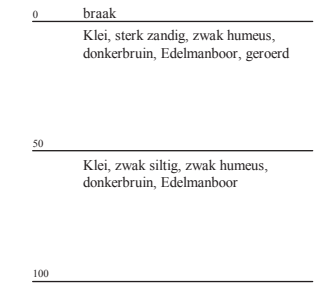 0 braak
Klei, sterk zandig, zwak humeus,
donkerbruin, Edelmanboor, geroerd
50
Klei, zwak siltig, zwak humeus,
donkerbruin, Edelmanboor
100